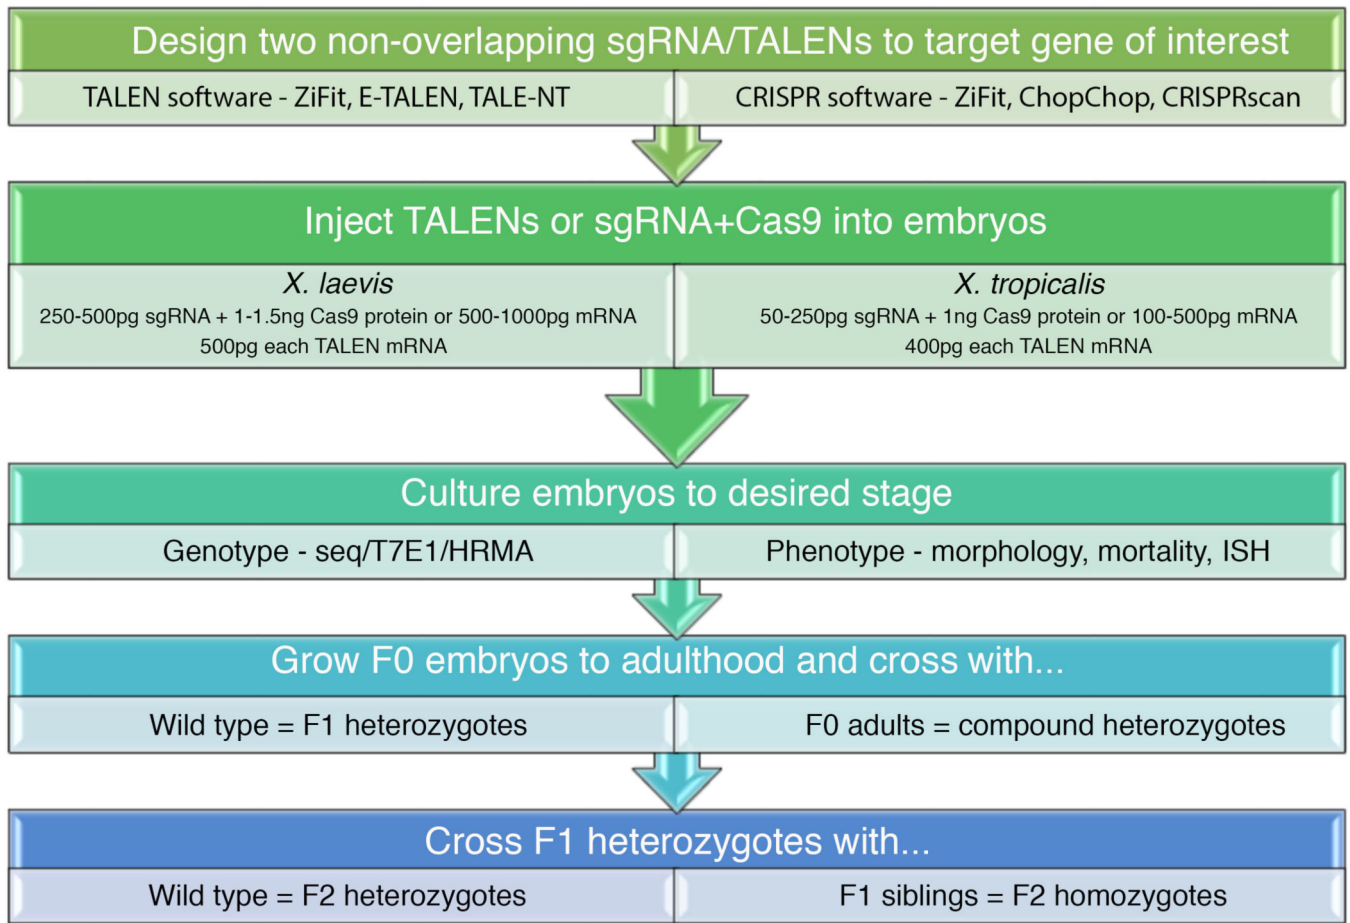 Design two non-overlapping sgRNA/TALENs to target gene of interest
TALEN software - ZiFit, E-TALEN, TALE-NT
CRISPR software - ZiFit, ChopChop, CRISPRscan
Inject TALENs or sgRNA+Cas9 into embryos
X. laevis
250-500pg sgRNA + 1-1.5ng Cas9 protein or 500-1000pg mRNA
500pg each TALEN mRNA
X. tropicalis
50-250pg sgRNA + 1ng Cas9 protein or 100-500pg mRNA
400pg each TALEN mRNA
Culture embryos to desired stage
Genotype - seq/T7E1/HRMA
Phenotype - morphology, mortality, ISH
Grow F0 embryos to adulthood and cross with...
Wild type = F1 heterozygotes
F0 adults = compound heterozygotes
Cross F1 heterozygotes with...
Wild type = F2 heterozygotes
F1 siblings = F2 homozygotes